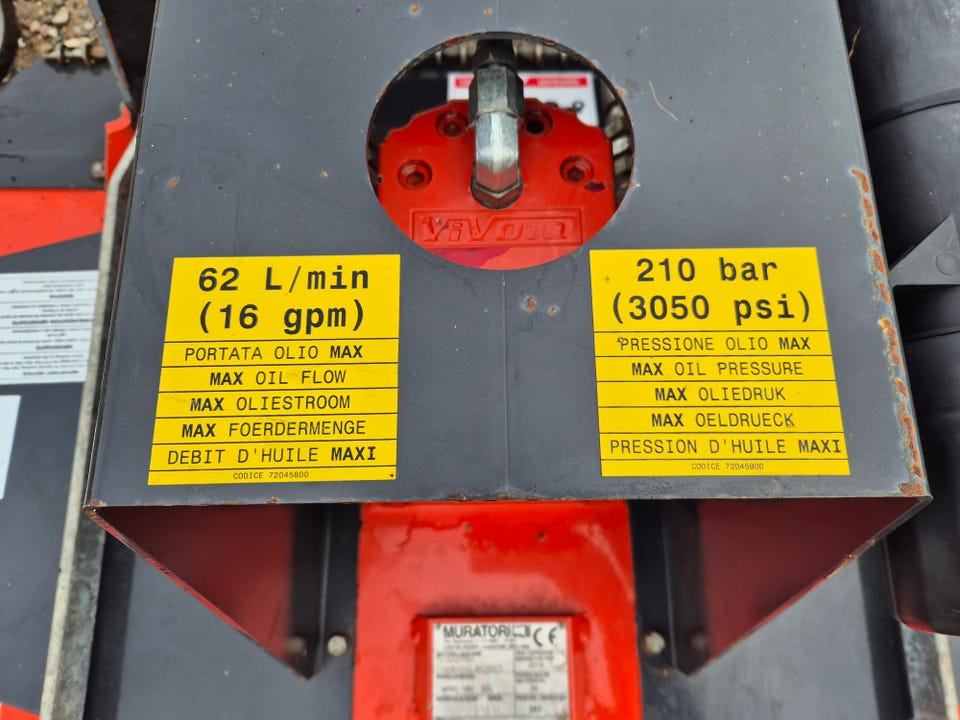 ViVoil
62 L/min
(16 gpm)
PORTATA OLIO MAX
MAX OIL FLOW
MAX OLIESTROOM
MAX FOERDERMENGE
DEBIT D'HUILE MAXI
CODICE 72045800
210 bar
(3050 psi)
PRESSIONE OLIO MAX
MAX OIL PRESSURE
MAX OLIEDRUK
MAX OELDRUECK
PRESSION D'HUILE MAXI
CODICE 72045900
MURATORI
CE